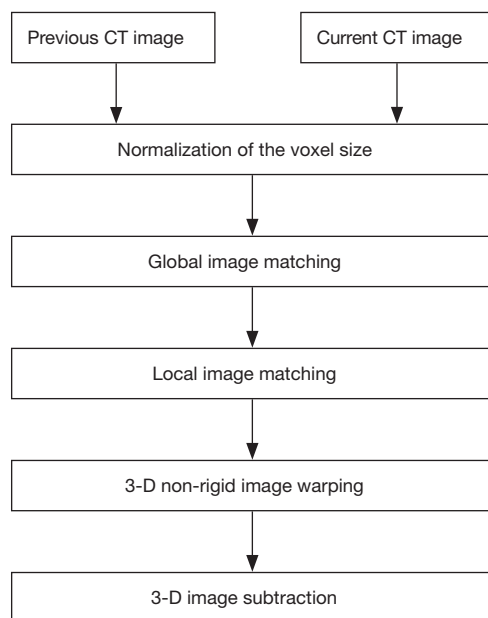 Previous CT image
Current CT image
Normalization of the voxel size
Global image matching
Local image matching
3-D non-rigid image warping
3-D image subtraction